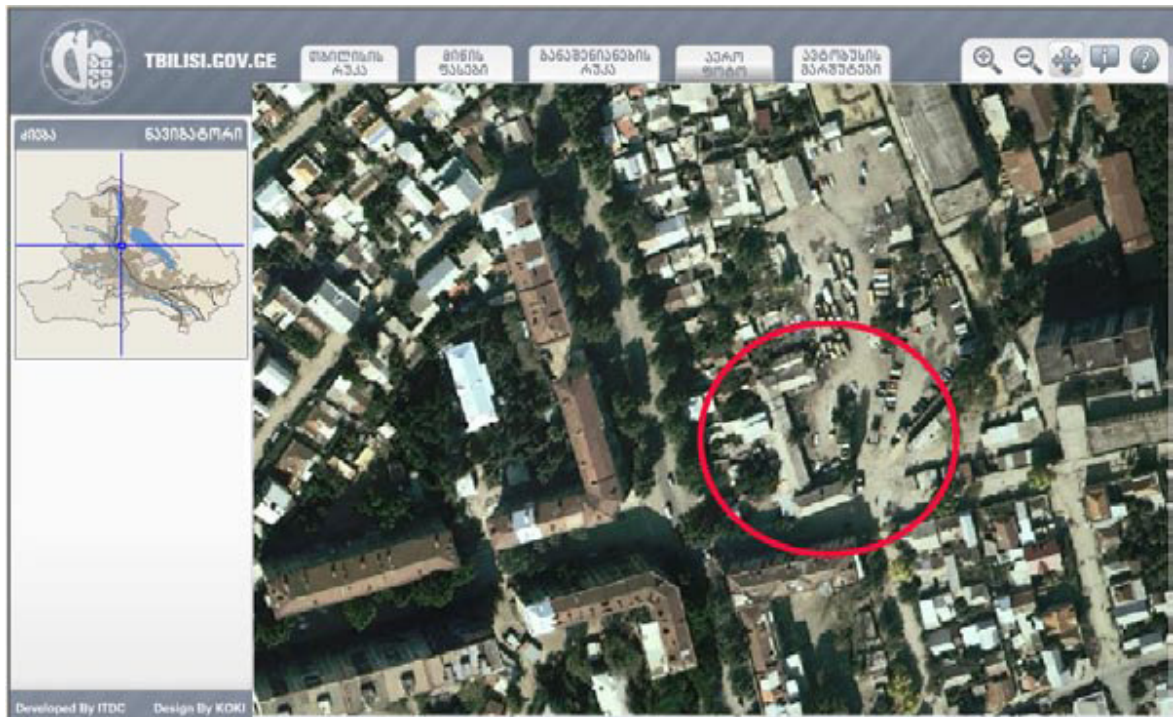 TBILISI.GOV.GE
თბილისის
რუკა
მიწის
ფასები
განაშენიანების
რუკა
აერო
ფოტო
ავტობუსის
მარშუტები
ძიება
ნავიგატორი
Developed By ITDC
Design By KOKI